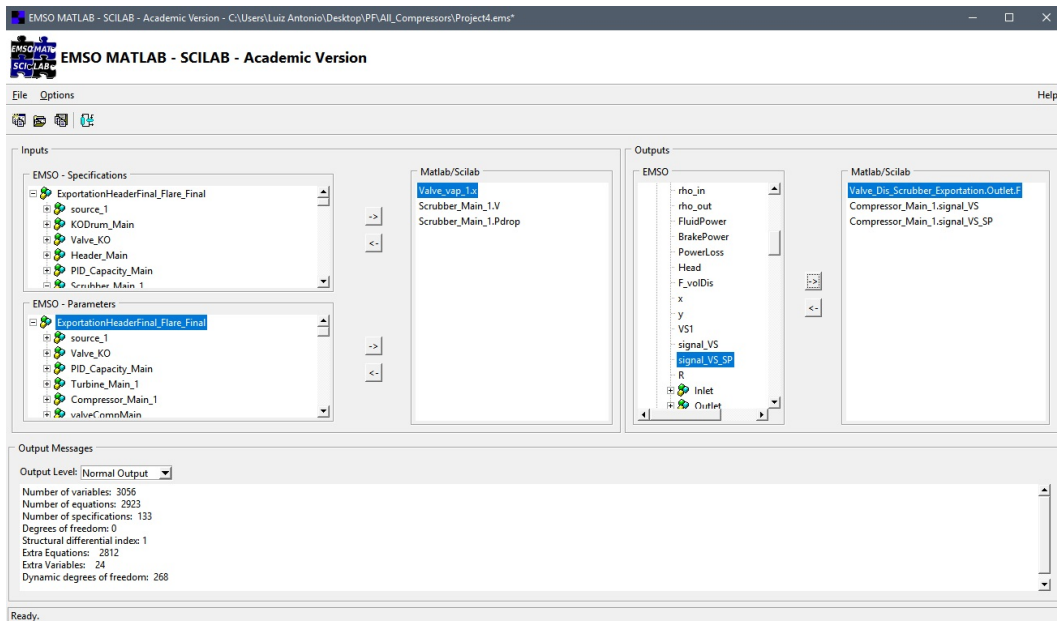 EMSO MATLAB - SCILAB - Academic Version - C:\Users\Luiz Antonio\Desktop\PF\All_Compressors\Project4.ems*
EMSO MATLAB - SCILAB - Academic Version
File Options Help
Inputs
EMSO - Specifications
ExportationHeaderFinal_Flare_Final
source_1
KODrum_Main
Valve_KO
Header_Main
PID_Capacity_Main
Scrubber_Main_1
EMSO - Parameters
ExportationHeaderFinal_Flare_Final
source_1
Valve_KO
PID_Capacity_Main
Turbine_Main_1
Compressor_Main_1
valveCompMain
->
<-
->
<-
Matlab/Scilab
Valve_vap_1.x
Scrubber_Main_1.V
Scrubber_Main_1.Pdrop
Outputs
EMSO
rho_in
rho_out
FluidPower
BrakePower
PowerLoss
Head
F_volDis
x
y
VS1
signal_VS
signal_VS_SP
R
Inlet
Outlet
->
<-
Matlab/Scilab
Valve_Dis_Scrubber_Exportation.Outlet.F
Compressor_Main_1.signal_VS
Compressor_Main_1.signal_VS_SP
Output Messages
Output Level: Normal Output
Number of variables: 3056
Number of equations: 2923
Number of specifications: 133
Degrees of freedom: 0
Structural differential index: 1
Extra Equations: 2812
Extra Variables: 24
Dynamic degrees of freedom: 268
Ready.